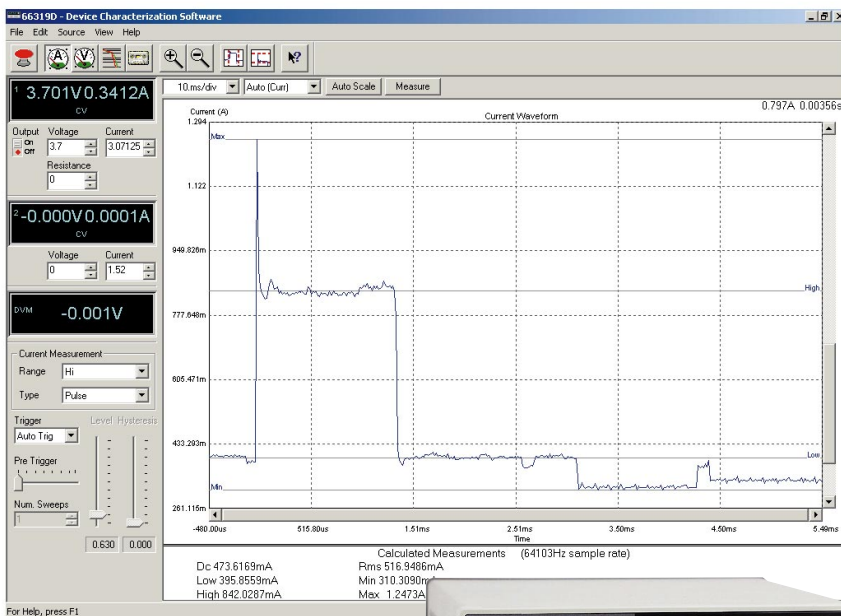 66319D - Device Characterization Software
File Edit Source View Help
10.ms/div Auto (Curr) Auto Scale Measure
1 3.701V 0.3412A
CV
Output Voltage Current
On
Off
3.7 3.07125
Resistance
0
2 -0.000V 0.0001A
CV
Voltage Current
0 1.52
DVM -0.001V
Current Measurement
Range Hi
Type Pulse
Trigger Level Hysteresis
Auto Trig
Pre Trigger
Num. Sweeps
1
0.630 0.000
0.797A 0.00356s
Current (A) Current Waveform
1.294
Max
1.122
949.826m
High
777.648m
605.471m
433.293m
Low
Min
261.115m
-480.00us 515.80us 1.51ms 2.51ms 3.50ms 4.50ms 5.49ms
Time
Calculated Measurements (64103Hz sample rate)
Dc 473.6169mA Rms 516.9486mA
Low 395.8559mA Min 310.3090m
High 842.0287mA Max 1.2473A
For Help, press F1